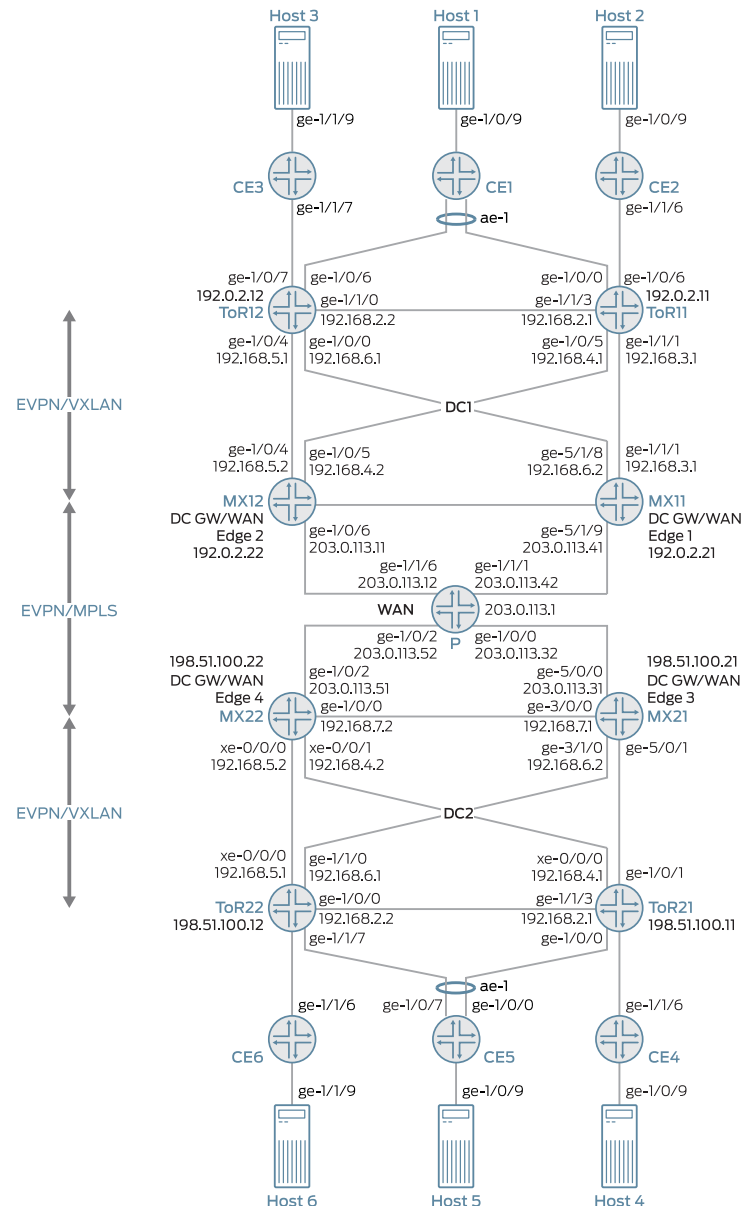 Host 3
Host 1
Host 2
ge-1/1/9
ge-1/0/9
ge-1/0/9
CE3
CE1
CE2
ge-1/1/7
ae-1
ge-1/1/6
ge-1/0/7
ge-1/0/6
ge-1/0/0
ge-1/0/6
192.0.2.12
192.0.2.11
ToR12
ge-1/1/0
ge-1/1/3
ToR11
192.168.2.2
192.168.2.1
ge-1/0/4
ge-1/0/0
ge-1/0/5
ge-1/1/1
192.168.5.1
192.168.6.1
192.168.4.1
192.168.3.1
EVPN/VXLAN
DC1
ge-1/0/4
ge-1/0/5
ge-5/1/8
ge-1/1/1
192.168.5.2
192.168.4.2
192.168.6.2
192.168.3.1
MX12
MX11
DC GW/WAN
DC GW/WAN
Edge 2
ge-1/0/6
ge-5/1/9
Edge 1
192.0.2.22
203.0.113.11
203.0.113.41
192.0.2.21
ge-1/1/6
ge-1/1/1
203.0.113.12
203.0.113.42
EVPN/MPLS
WAN
203.0.113.1
P
ge-1/0/2
ge-1/0/0
203.0.113.52
203.0.113.32
198.51.100.22
198.51.100.21
DC GW/WAN
ge-1/0/2
ge-5/0/0
DC GW/WAN
Edge 4
203.0.113.51
203.0.113.31
Edge 3
MX22
ge-1/0/0
ge-3/0/0
MX21
192.168.7.2
192.168.7.1
xe-0/0/0
xe-0/0/1
ge-3/1/0
ge-5/0/1
192.168.5.2
192.168.4.2
192.168.6.2
EVPN/VXLAN
DC2
xe-0/0/0
ge-1/1/0
xe-0/0/0
ge-1/0/1
192.168.5.1
192.168.6.1
192.168.4.1
ToR22
ge-1/0/0
ge-1/1/3
ToR21
198.51.100.12
192.168.2.2
192.168.2.1
198.51.100.11
ge-1/1/7
ge-1/0/0
ae-1
ge-1/1/6
ge-1/0/7
ge-1/0/0
ge-1/1/6
CE6
CE5
CE4
ge-1/1/9
ge-1/0/9
ge-1/0/9
Host 6
Host 5
Host 4